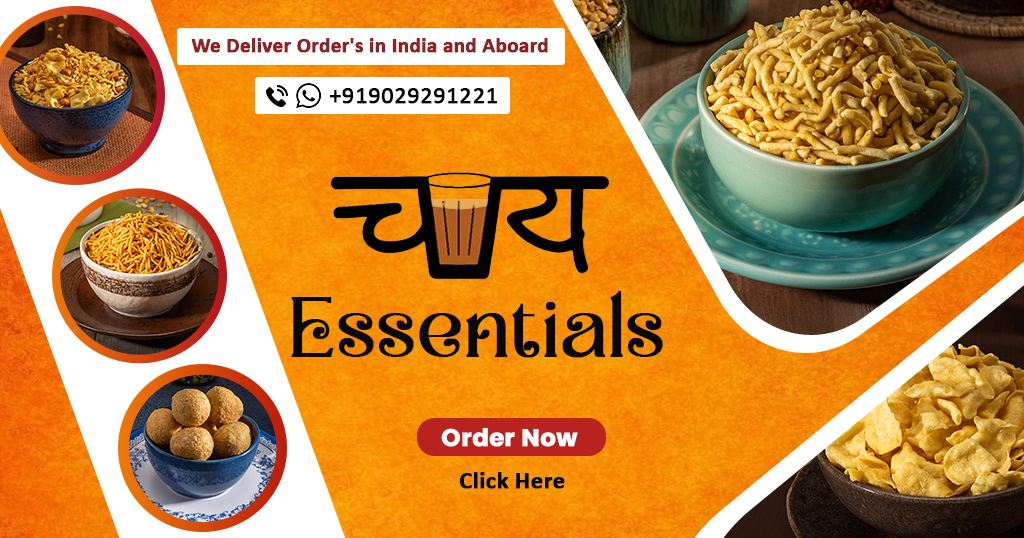 We Deliver Order's in India and Aboard
+919029291221
चाय
Essentials
Order Now
Click Here